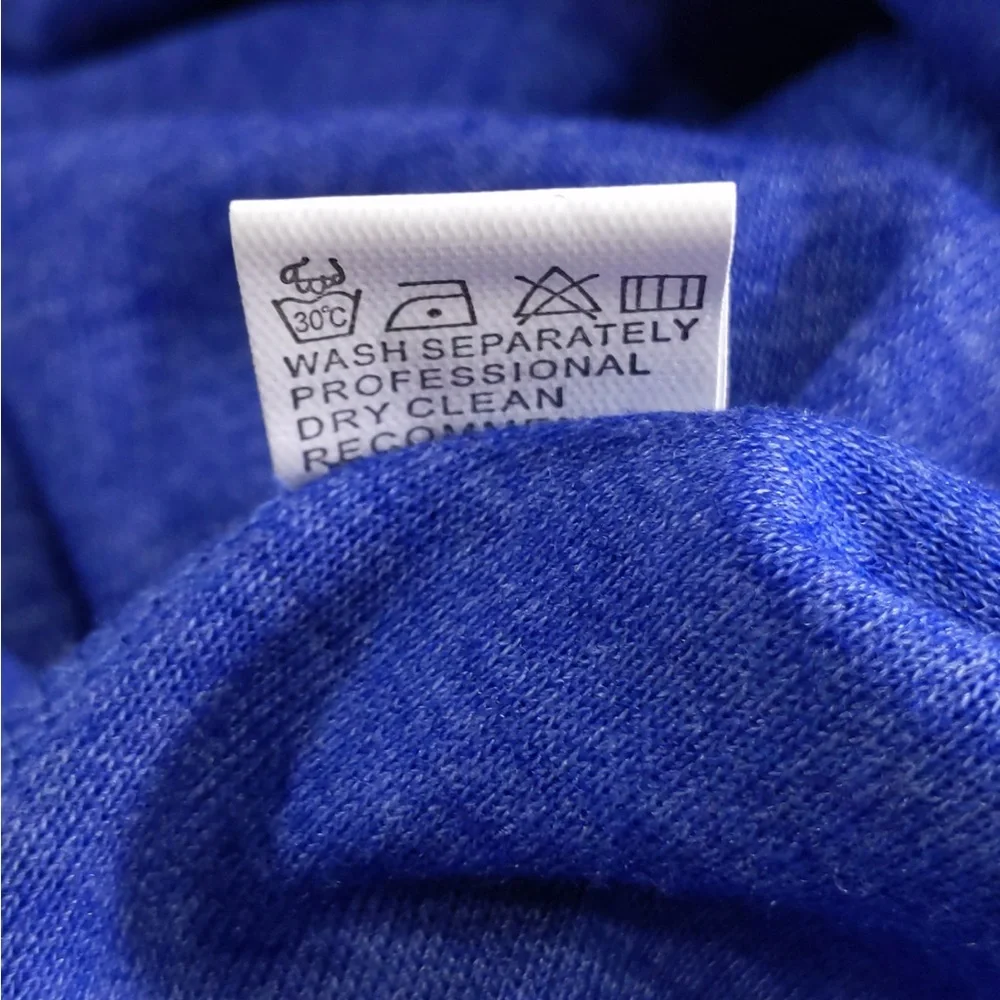 30°C
WASH SEPARATELY
PROFESSIONAL
DRY CLEAN